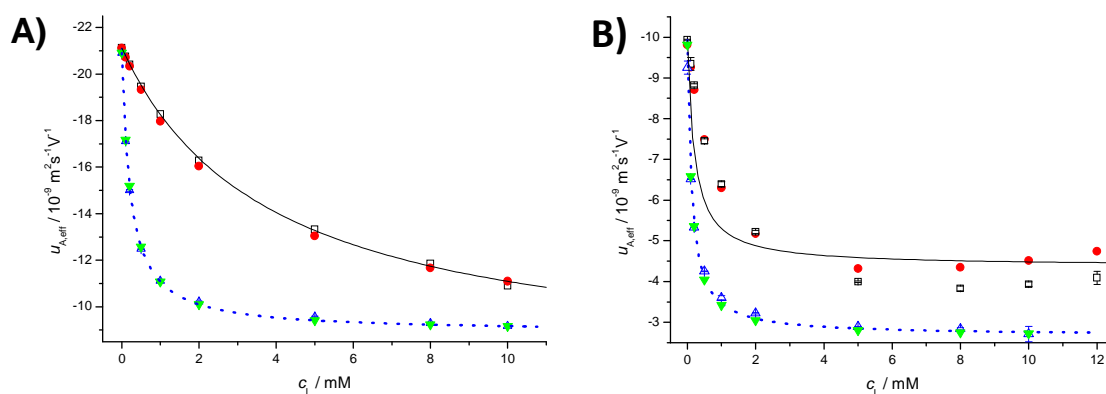 A)
-22
-20
-18
-16
-14
-12
-10
u_A,eff / 10⁻⁹ m²s⁻¹V⁻¹
0 2 4 6 8 10
c_i / mM
B)
-10
-9
-8
-7
-6
-5
-4
-3
u_A,eff / 10⁻⁹ m²s⁻¹V⁻¹
0 2 4 6 8 10 12
c_i / mM